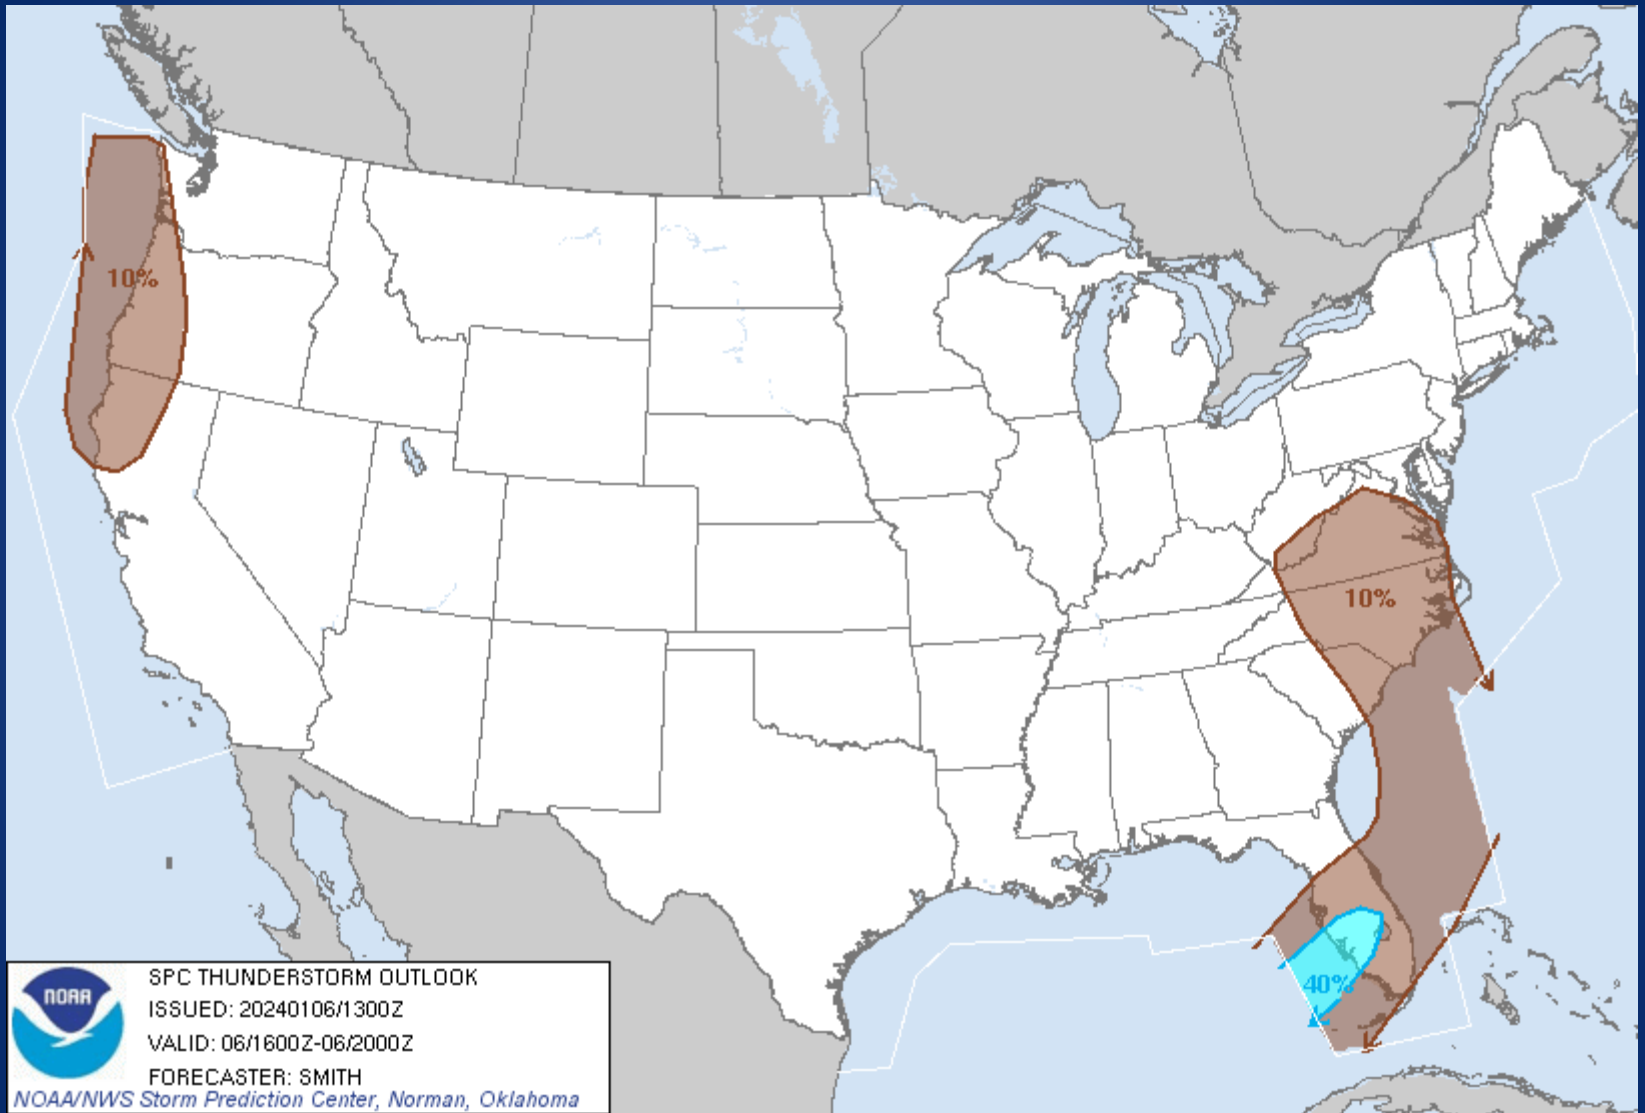 10%
10%
40%
NOAA
SPC THUNDERSTORM OUTLOOK
ISSUED: 20240106/1300Z
VALID: 06/1600Z-06/2000Z
FORECASTER: SMITH
NOAA/NWS Storm Prediction Center, Norman, Oklahoma